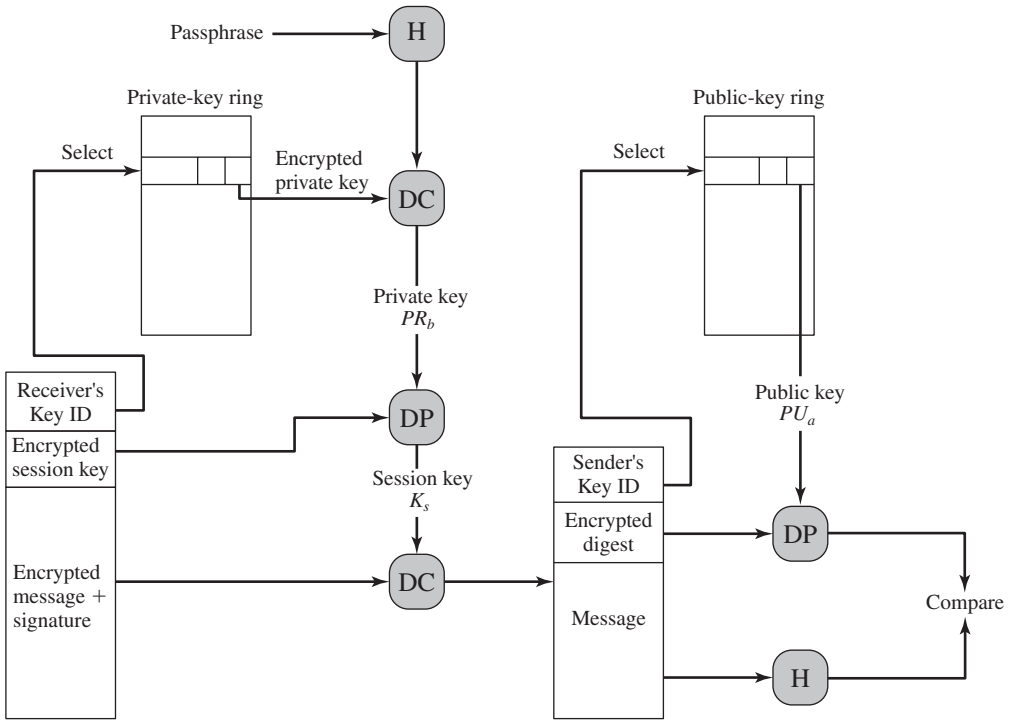 Passphrase
H
Private-key ring
Public-key ring
Select
Encrypted
private key
Select
DC
Private key
PRb
Receiver's
Key ID
DP
Public key
PUa
Encrypted
session key
Session key
Ks
Sender's
Key ID
Encrypted
digest
DP
Encrypted
message +
signature
DC
Message
Compare
H